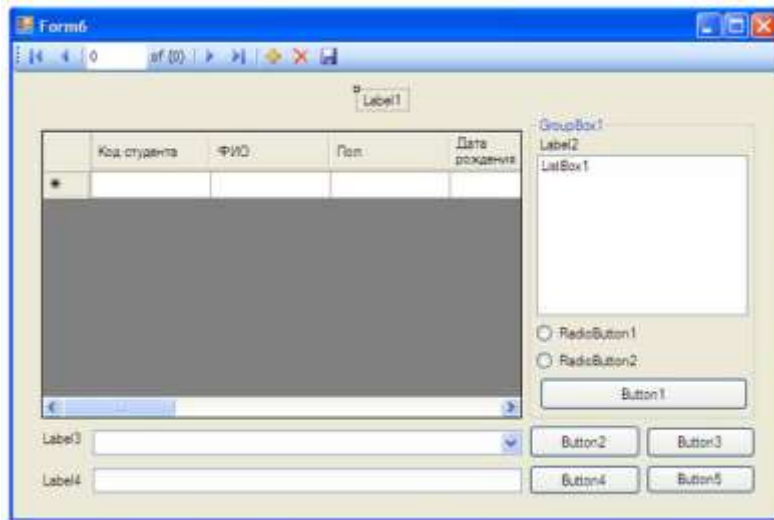 Form6
0 of {0}
Label1
Код студента ФИО Пол Дата рождения
GroupBox1
Label2
ListBox1
RadioButton1
RadioButton2
Button1
Label3
Button2 Button3
Label4
Button4 Button5